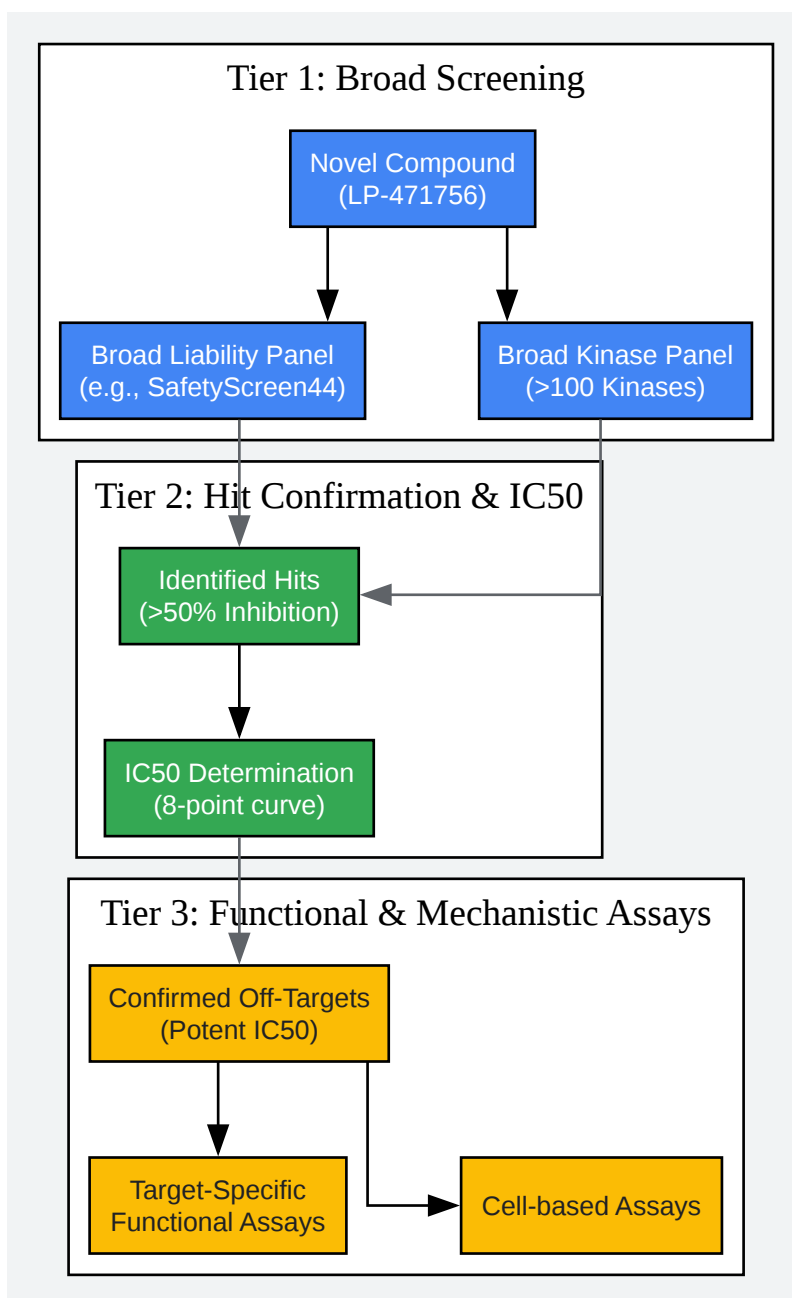 Tier 1: Broad Screening
Novel Compound
(LP-471756)
Broad Liability Panel
(e.g., SafetyScreen44)
Broad Kinase Panel
(>100 Kinases)
Tier 2: Hit Confirmation & IC50
Identified Hits
(>50% Inhibition)
IC50 Determination
(8-point curve)
Tier 3: Functional & Mechanistic Assays
Confirmed Off-Targets
(Potent IC50)
Target-Specific
Functional Assays
Cell-based Assays